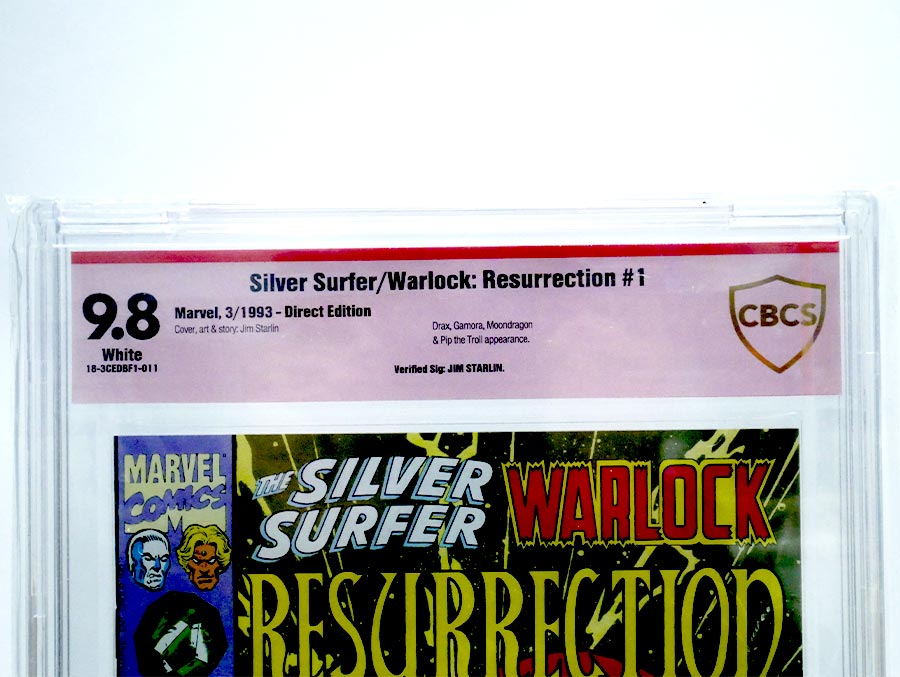 Silver Surfer/Warlock: Resurrection #1
9.8
White
18-3CEDBF1-011
Marvel, 3/1993 - Direct Edition
Cover, art & story: Jim Starlin
Drax, Gamora, Moondragon
& Pip the Troll appearance.
Verified Sig: JIM STARLIN.
CBCS
MARVEL
COMICS
THE SILVER
SURFER
WARLOCK
RESURRECTION